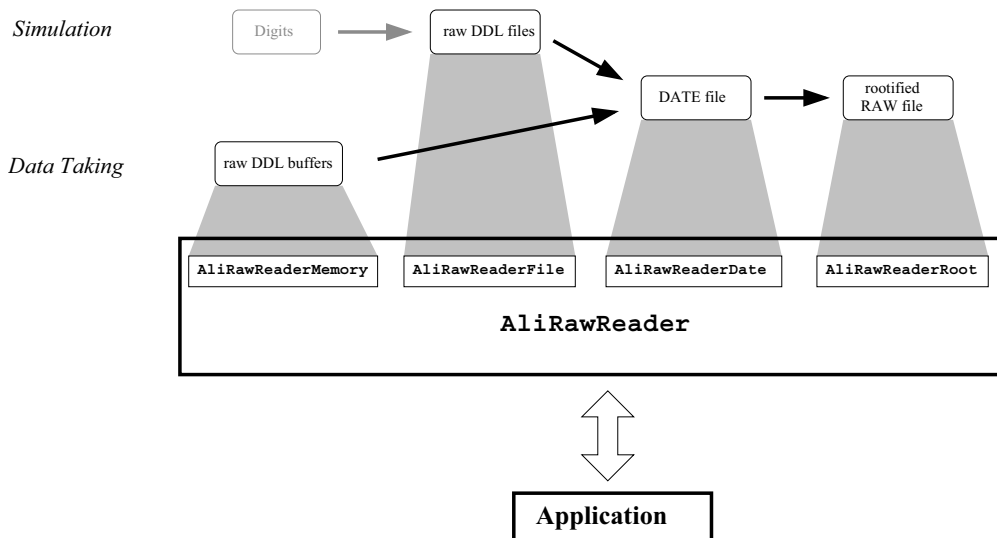 Simulation
Digits
raw DDL files
DATE file
rootified
RAW file
Data Taking
raw DDL buffers
AliRawReaderMemory
AliRawReaderFile
AliRawReaderDate
AliRawReaderRoot
AliRawReader
Application